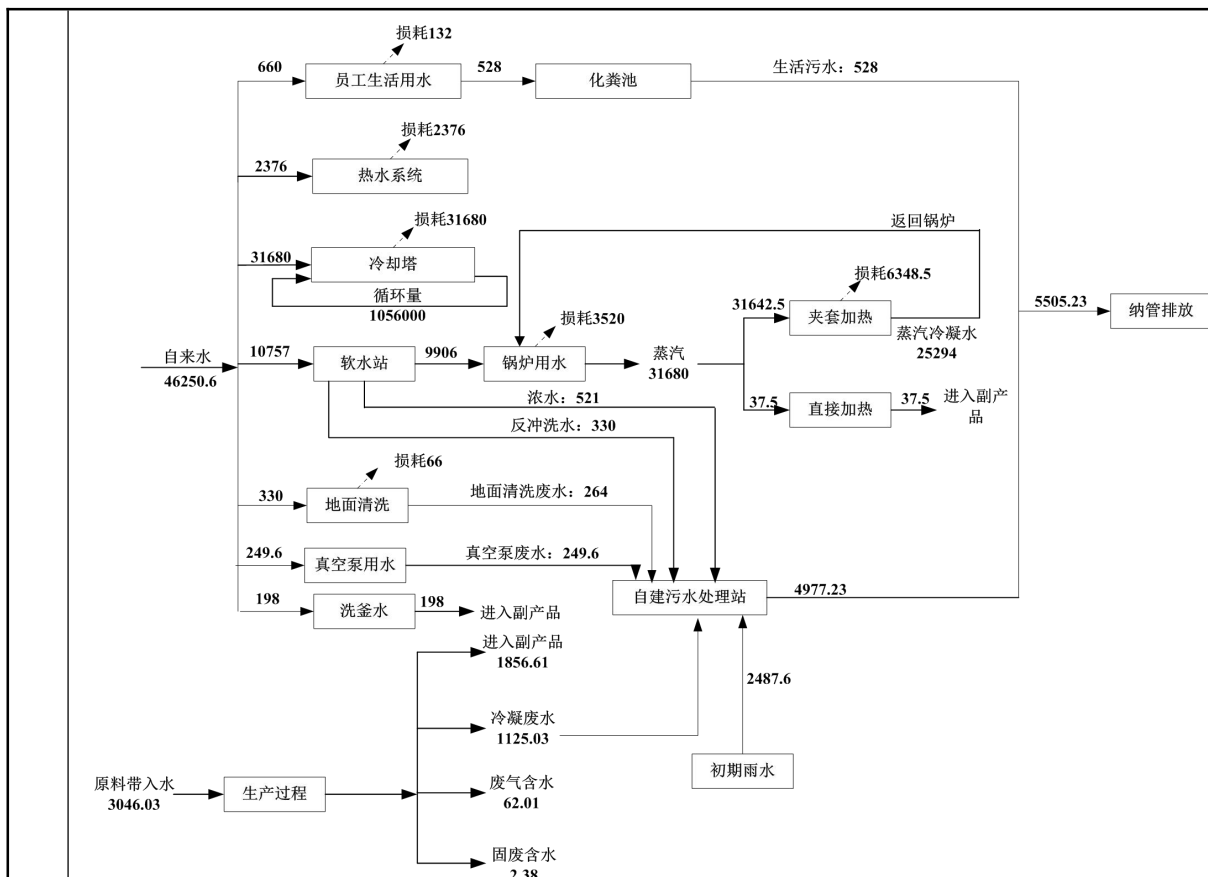 损耗132
660
员工生活用水
528
化粪池
生活污水：528
损耗2376
2376
热水系统
损耗31680
返回锅炉
31680
冷却塔
循环量
1056000
损耗6348.5
31642.5
夹套加热
蒸汽冷凝水
25294
5505.23
纳管排放
自来水
46250.6
10757
软水站
9906
损耗3520
锅炉用水
蒸汽
31680
37.5
直接加热
37.5
进入副产
品
浓水：521
反冲洗水：330
损耗66
330
地面清洗
地面清洗废水：264
249.6
真空泵用水
真空泵废水：249.6
198
洗釜水
198
进入副产品
自建污水处理站
4977.23
进入副产品
1856.61
2487.6
冷凝废水
1125.03
初期雨水
原料带入水
3046.03
生产过程
废气含水
62.01
固废含水
2.38